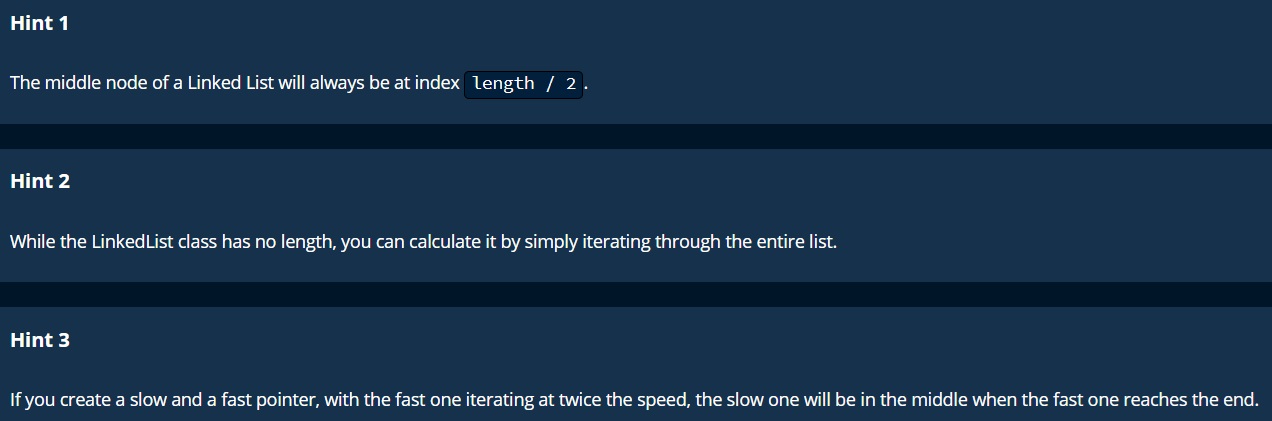 Hint 1
The middle node of a Linked List will always be at index length / 2.
Hint 2
While the LinkedList class has no length, you can calculate it by simply iterating through the entire list.
Hint 3
If you create a slow and a fast pointer, with the fast one iterating at twice the speed, the slow one will be in the middle when the fast one reaches the end.